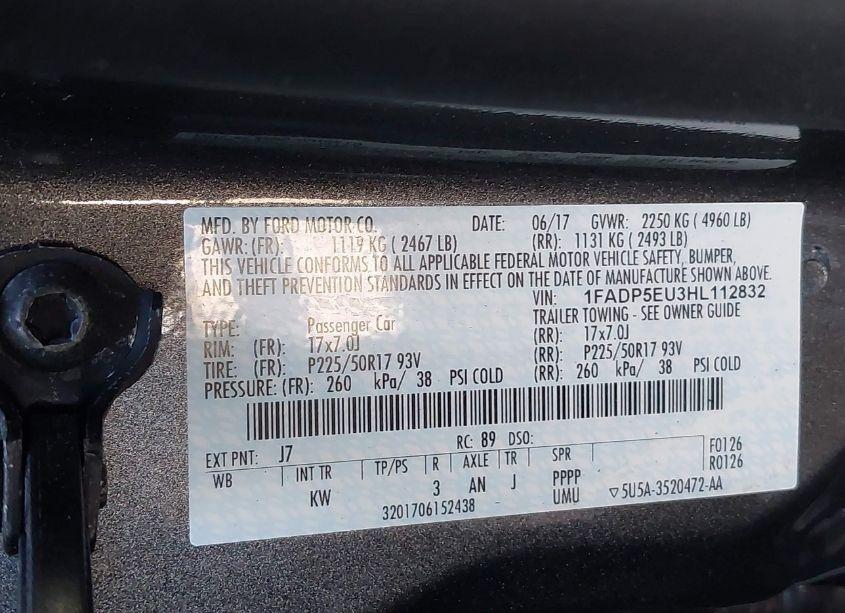 MFD. BY FORD MOTOR CO. DATE: 06/17 GVWR: 2250 KG ( 4960 LB)
GAWR: (FR): 1119 KG ( 2467 LB) (RR): 1131 KG ( 2493 LB)
THIS VEHICLE CONFORMS TO ALL APPLICABLE FEDERAL MOTOR VEHICLE SAFETY, BUMPER,
AND THEFT PREVENTION STANDARDS IN EFFECT ON THE DATE OF MANUFACTURE SHOWN ABOVE.
VIN: 1FADP5EU3HL112832
TYPE: Passenger Car TRAILER TOWING - SEE OWNER GUIDE
RIM: (FR): 17x7.0J (RR): 17x7.0J
TIRE: (FR): P225/50R17 93V (RR): P225/50R17 93V
PRESSURE: (FR): 260 kPa/ 38 PSI COLD (RR): 260 kPa/ 38 PSI COLD
EXT PNT: J7 RC: 89 DSO:
WB INT TR TP/PS R AXLE TR SPR F0126
KW 3 AN J PPPP R0126
3201706152438 UMU ▽5U5A-3520472-AA